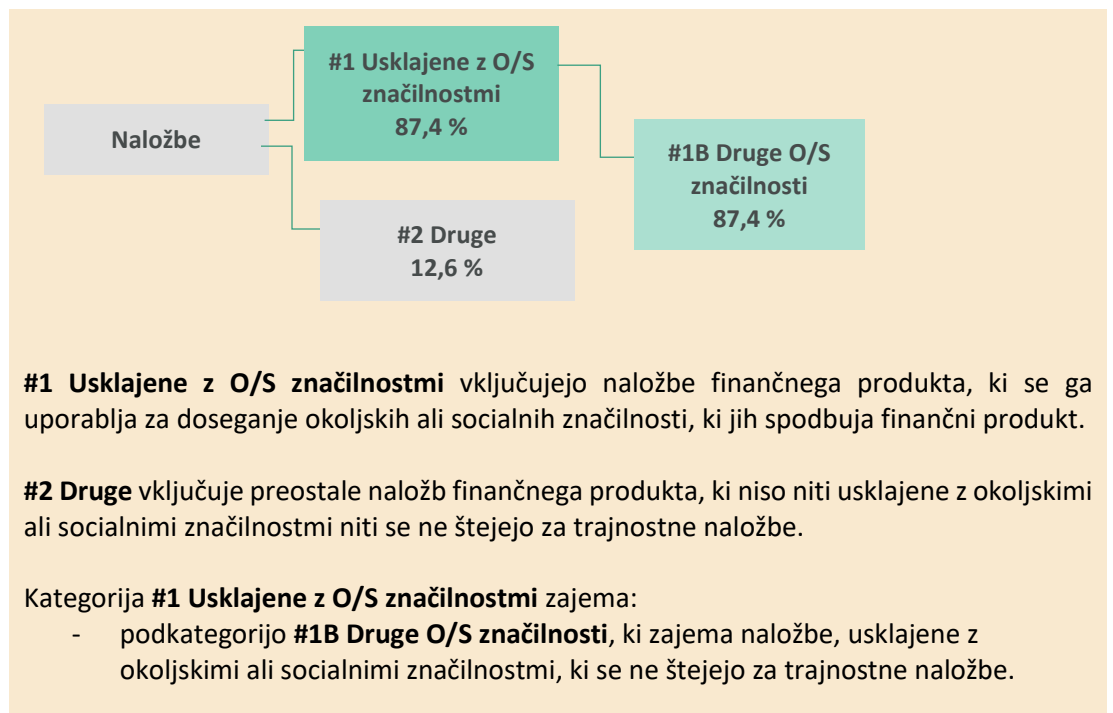 #1 Usklajene z O/S
značilnostmi
87,4 %
Naložbe
#1B Druge O/S
značilnosti
87,4 %
#2 Druge
12,6 %
#1 Usklajene z O/S značilnostmi vključujejo naložbe finančnega produkta, ki se ga
uporablja za doseganje okoljskih ali socialnih značilnosti, ki jih spodbuja finančni produkt.
#2 Druge vključuje preostale naložb finančnega produkta, ki niso niti usklajene z okoljskimi
ali socialnimi značilnostmi niti se ne štejejo za trajnostne naložbe.
Kategorija #1 Usklajene z O/S značilnostmi zajema:
- podkategorijo #1B Druge O/S značilnosti, ki zajema naložbe, usklajene z
okoljskimi ali socialnimi značilnostmi, ki se ne štejejo za trajnostne naložbe.